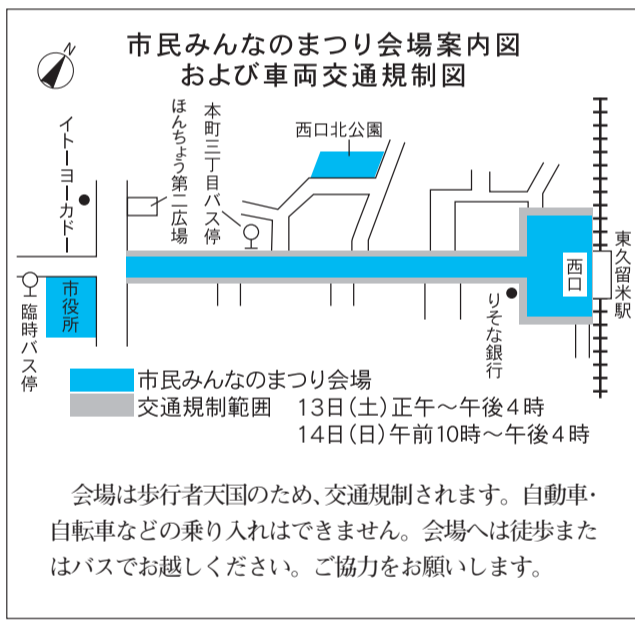 市民みんなのまつり会場案内図
および車両交通規制図
N
イトーヨーカドー
ほんちょう第二広場
本町三丁目バス停
西口北公園
東久留米駅
西口
りそな銀行
市役所
臨時バス停
市民みんなのまつり会場
交通規制範囲 13日(土)正午〜午後4時
14日(日)午前10時〜午後4時
会場は歩行者天国のため、交通規制されます。自動車・
自転車などの乗り入れはできません。会場へは徒歩また
はバスでお越しください。ご協力をお願いします。